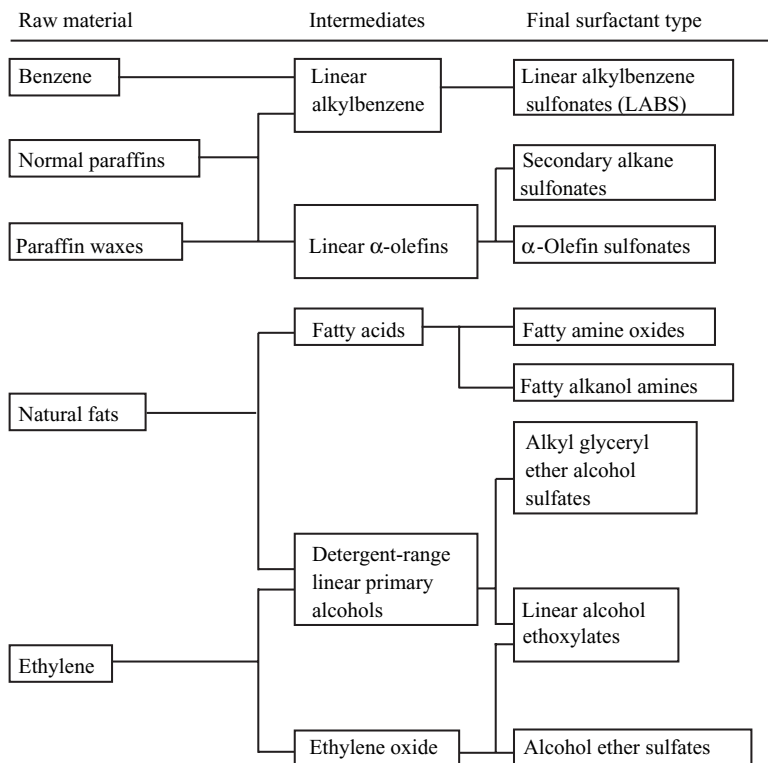 Raw material
Intermediates
Final surfactant type
Benzene
Linear
alkylbenzene
Linear alkylbenzene
sulfonates (LABS)
Normal paraffins
Secondary alkane
sulfonates
Paraffin waxes
Linear α-olefins
α-Olefin sulfonates
Fatty acids
Fatty amine oxides
Fatty alkanol amines
Natural fats
Alkyl glyceryl
ether alcohol
sulfates
Detergent-range
linear primary
alcohols
Linear alcohol
ethoxylates
Ethylene
Ethylene oxide
Alcohol ether sulfates